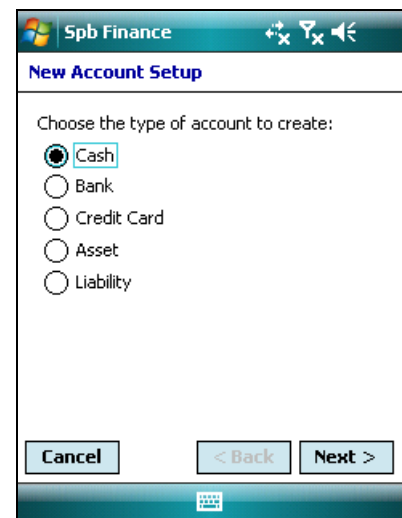 Spb Finance
New Account Setup
Choose the type of account to create:
Cash
Bank
Credit Card
Asset
Liability
Cancel
< Back
Next >